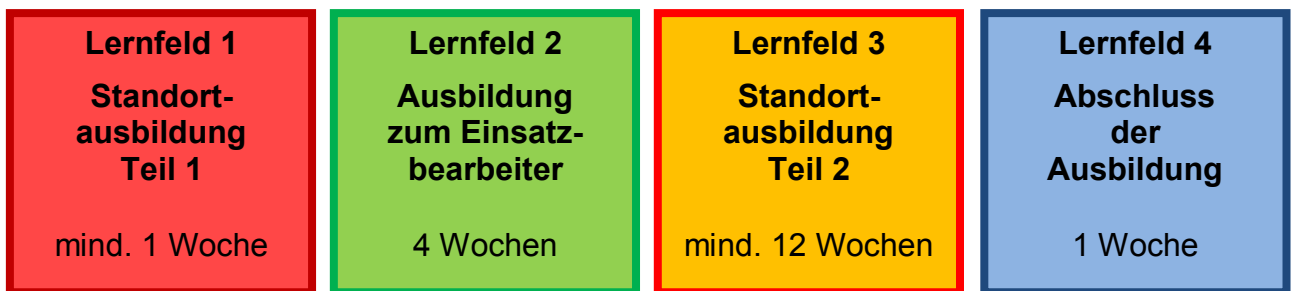 Lernfeld 1
Standort-
ausbildung
Teil 1
mind. 1 Woche
Lernfeld 2
Ausbildung
zum Einsatz-
bearbeiter
4 Wochen
Lernfeld 3
Standort-
ausbildung
Teil 2
mind. 12 Wochen
Lernfeld 4
Abschluss
der
Ausbildung
1 Woche